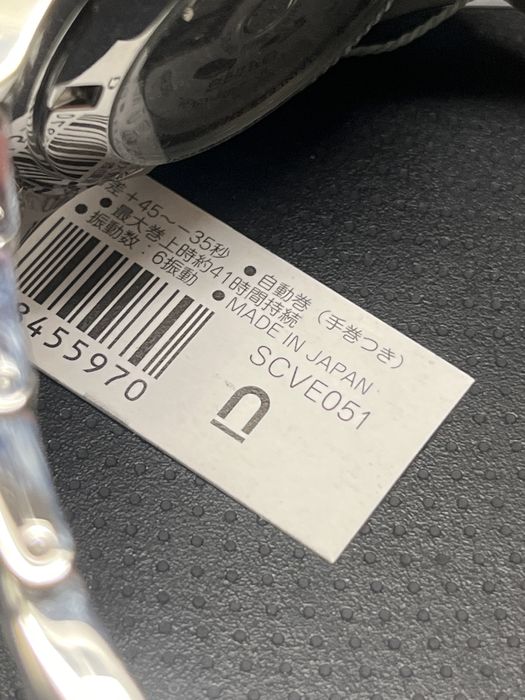 ●自動巻（手巻つき）
差＋45～－35秒
●最大巻上時約41時間持続
●振動数：6振動 ●MADE IN JAPAN
SCVE051
8455970